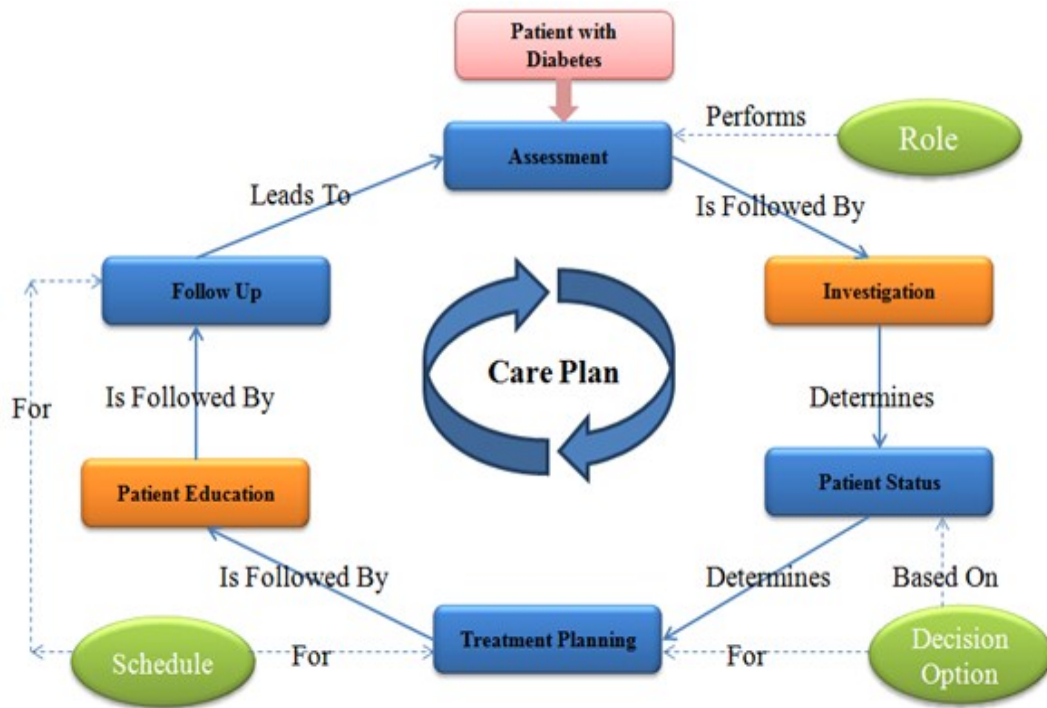 Patient with
Diabetes
Performs
Role
Assessment
Leads To
Is Followed By
Follow Up
Investigation
Care Plan
For
Is Followed By
Determines
Patient Education
Patient Status
Is Followed By
Determines
Based On
Schedule
For
Treatment Planning
For
Decision
Option